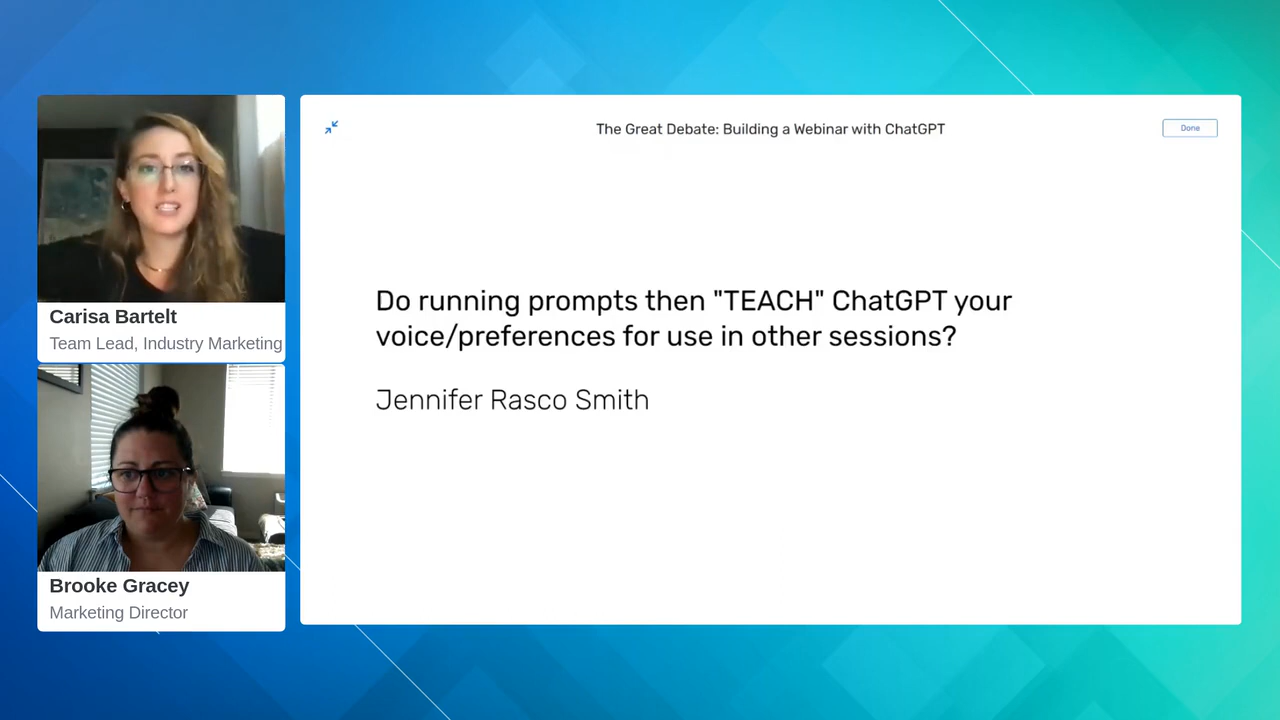 The Great Debate: Building a Webinar with ChatGPT
Done
Carisa Bartelt
Team Lead, Industry Marketing
Brooke Gracey
Marketing Director
Do running prompts then "TEACH" ChatGPT your
voice/preferences for use in other sessions?
Jennifer Rasco Smith